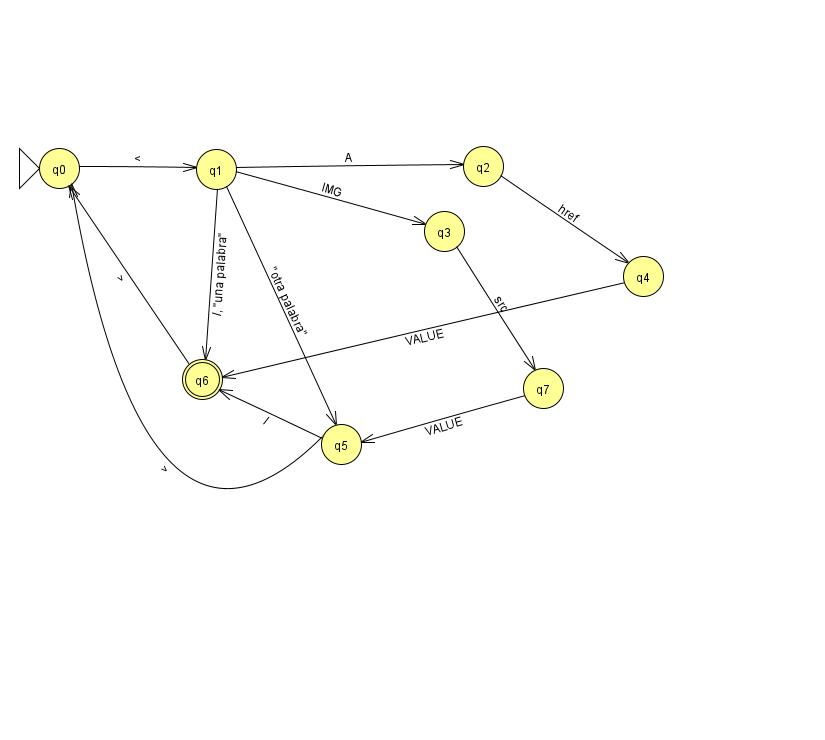 <
A
q0
q1
q2
IMG
href
q3
l, "una palabra"
>
"otra palabra"
q4
src
VALUE
q6
q7
l
VALUE
q5
>